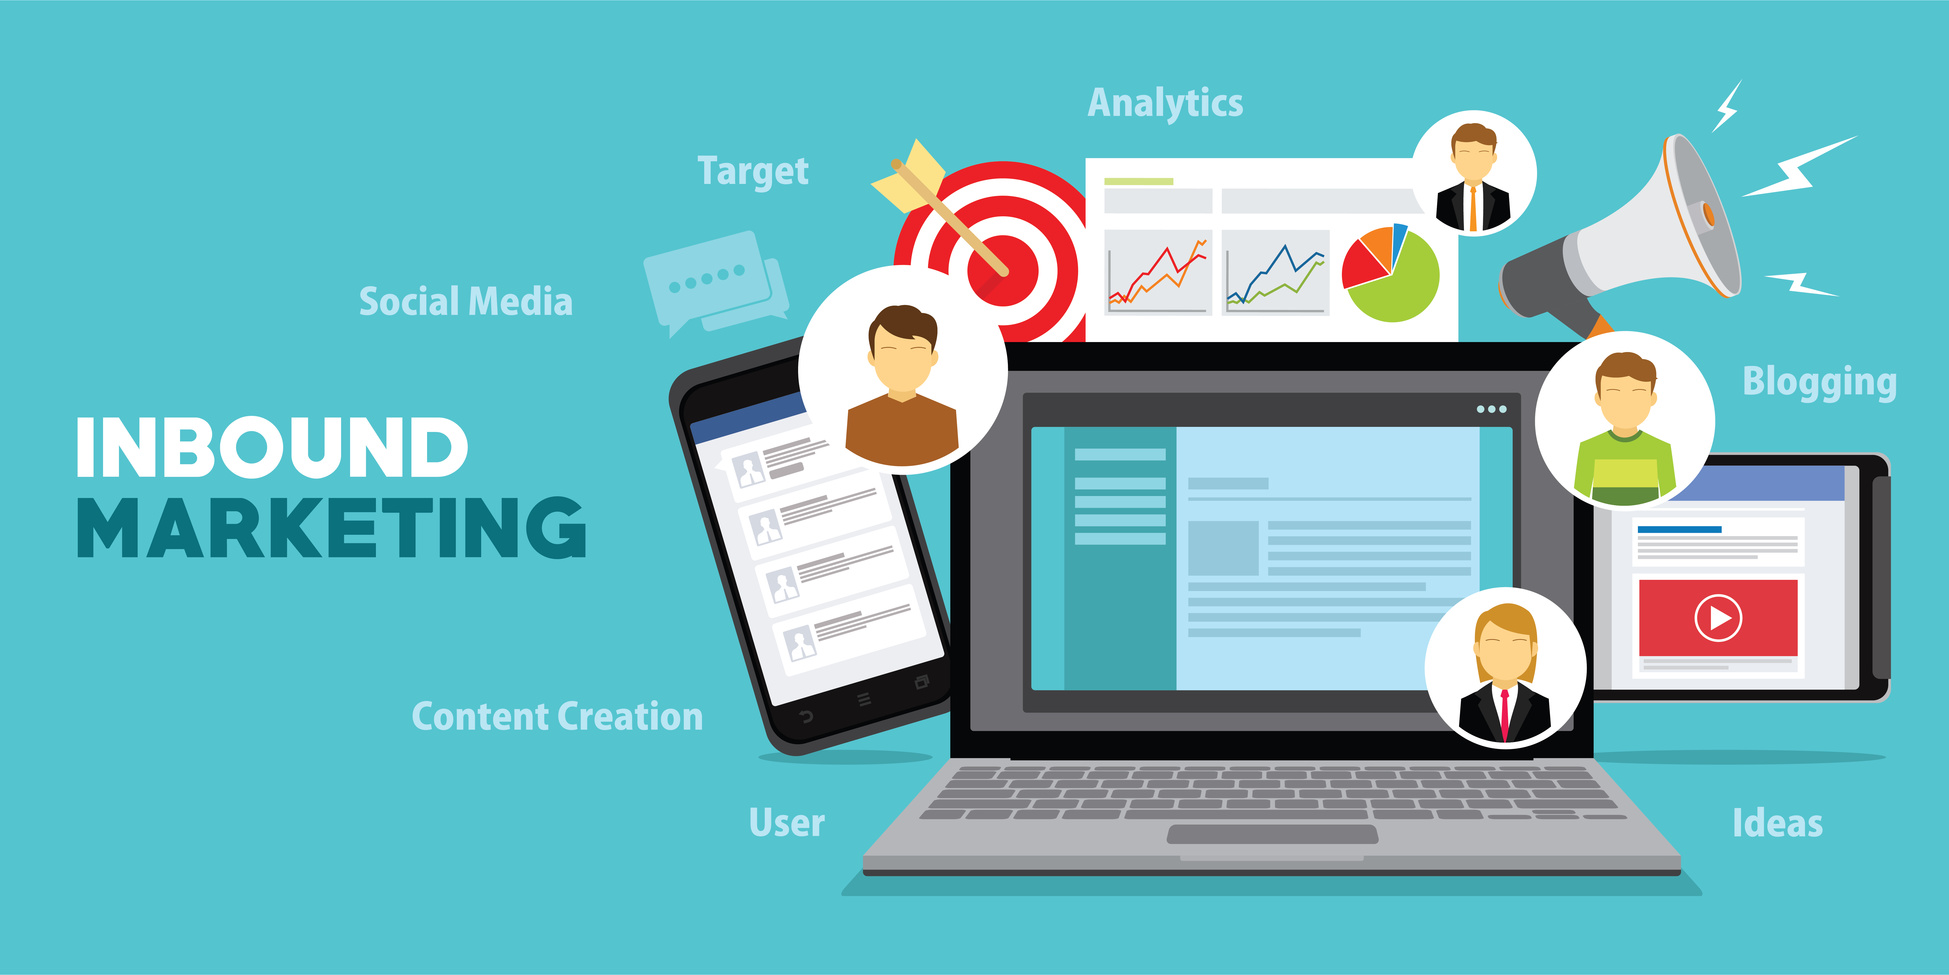 Analytics
Target
Social Media
Blogging
INBOUND
MARKETING
Content Creation
User
Ideas